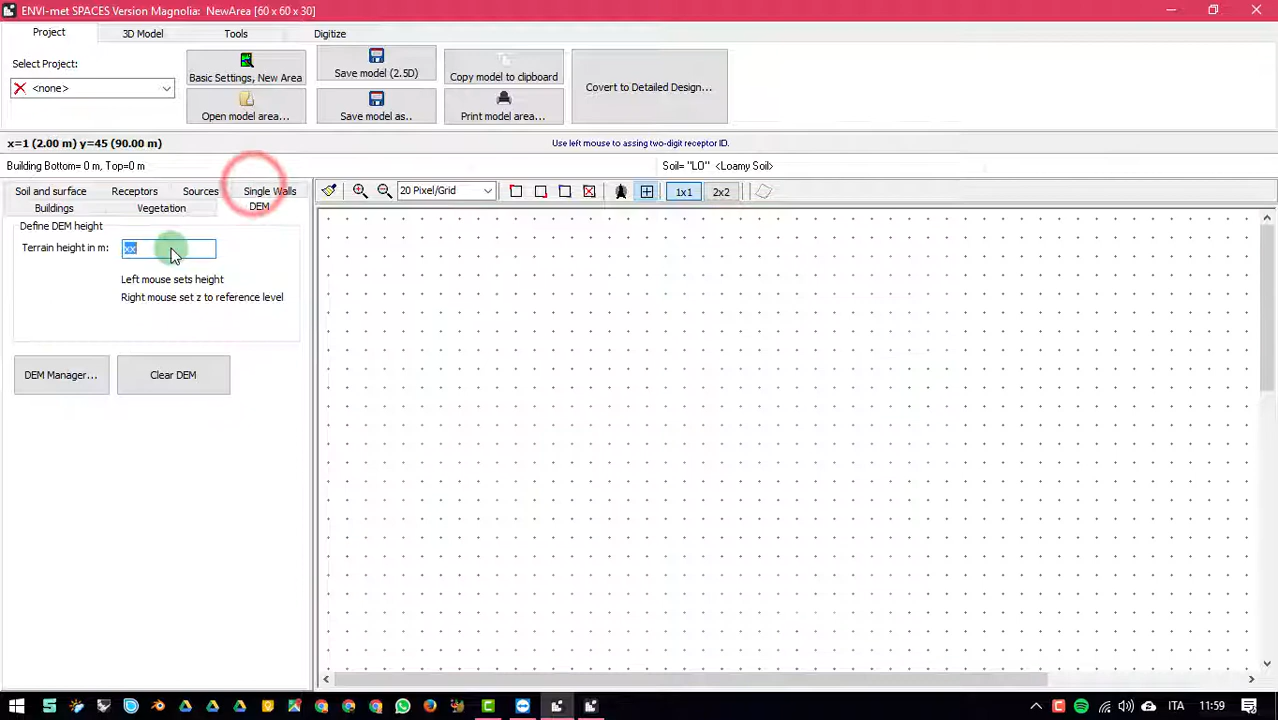 ENVI-met SPACES Version Magnolia: NewArea [60 x 60 x 30]
Project
3D Model
Tools
Digitize
Select Project:
<none>
Basic Settings, New Area
Open model area...
Save model (2.5D)
Save model as..
Copy model to clipboard
Print model area...
Covert to Detailed Design...
x=1 (2.00 m) y=45 (90.00 m)
Use left mouse to assing two-digit receptor ID.
Building Bottom= 0 m, Top=0 m
Soil= "LO" <Loamy Soil>
Soil and surface
Receptors
Sources
Single Walls
Buildings
Vegetation
DEM
20 Pixel/Grid
1x1
2x2
Define DEM height
Terrain height in m:
xx
Left mouse sets height
Right mouse set z to reference level
DEM Manager...
Clear DEM
ITA
11:59